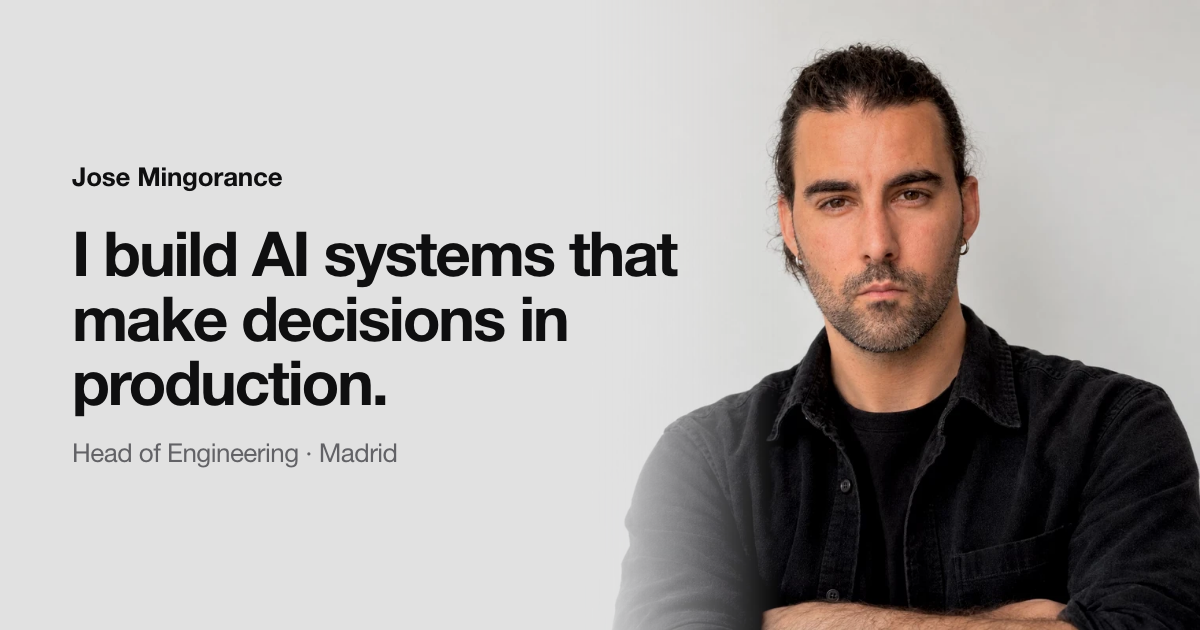 Jose Mingorance
I build AI systems that
make decisions in
production.
Head of Engineering · Madrid